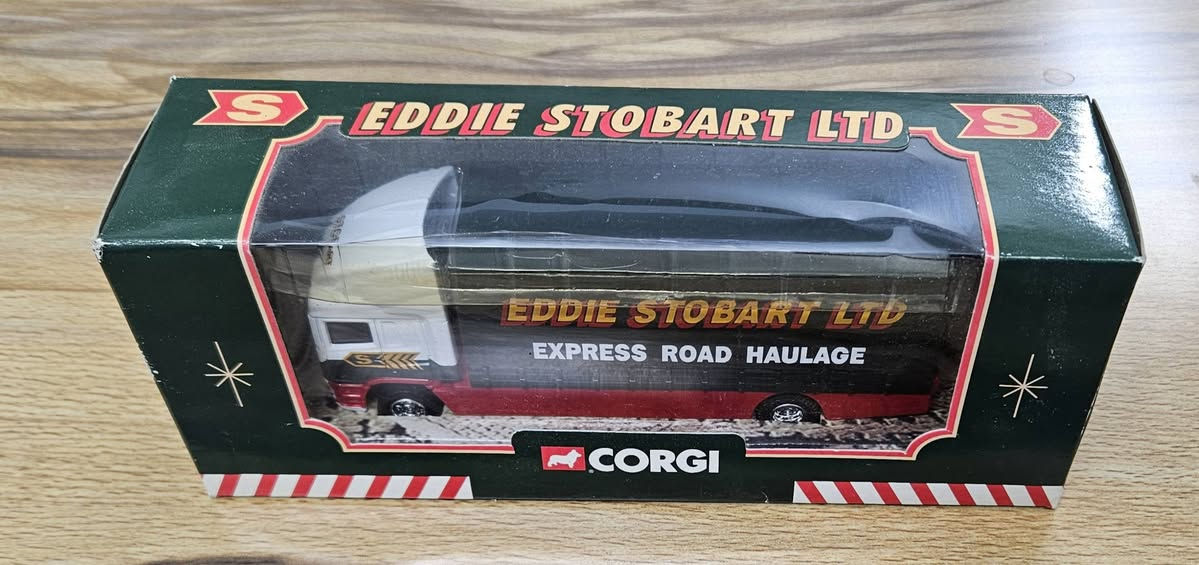 S EDDIE STOBART LTD S
EDDIE STOBART LTD
EXPRESS ROAD HAULAGE
S
CORGI